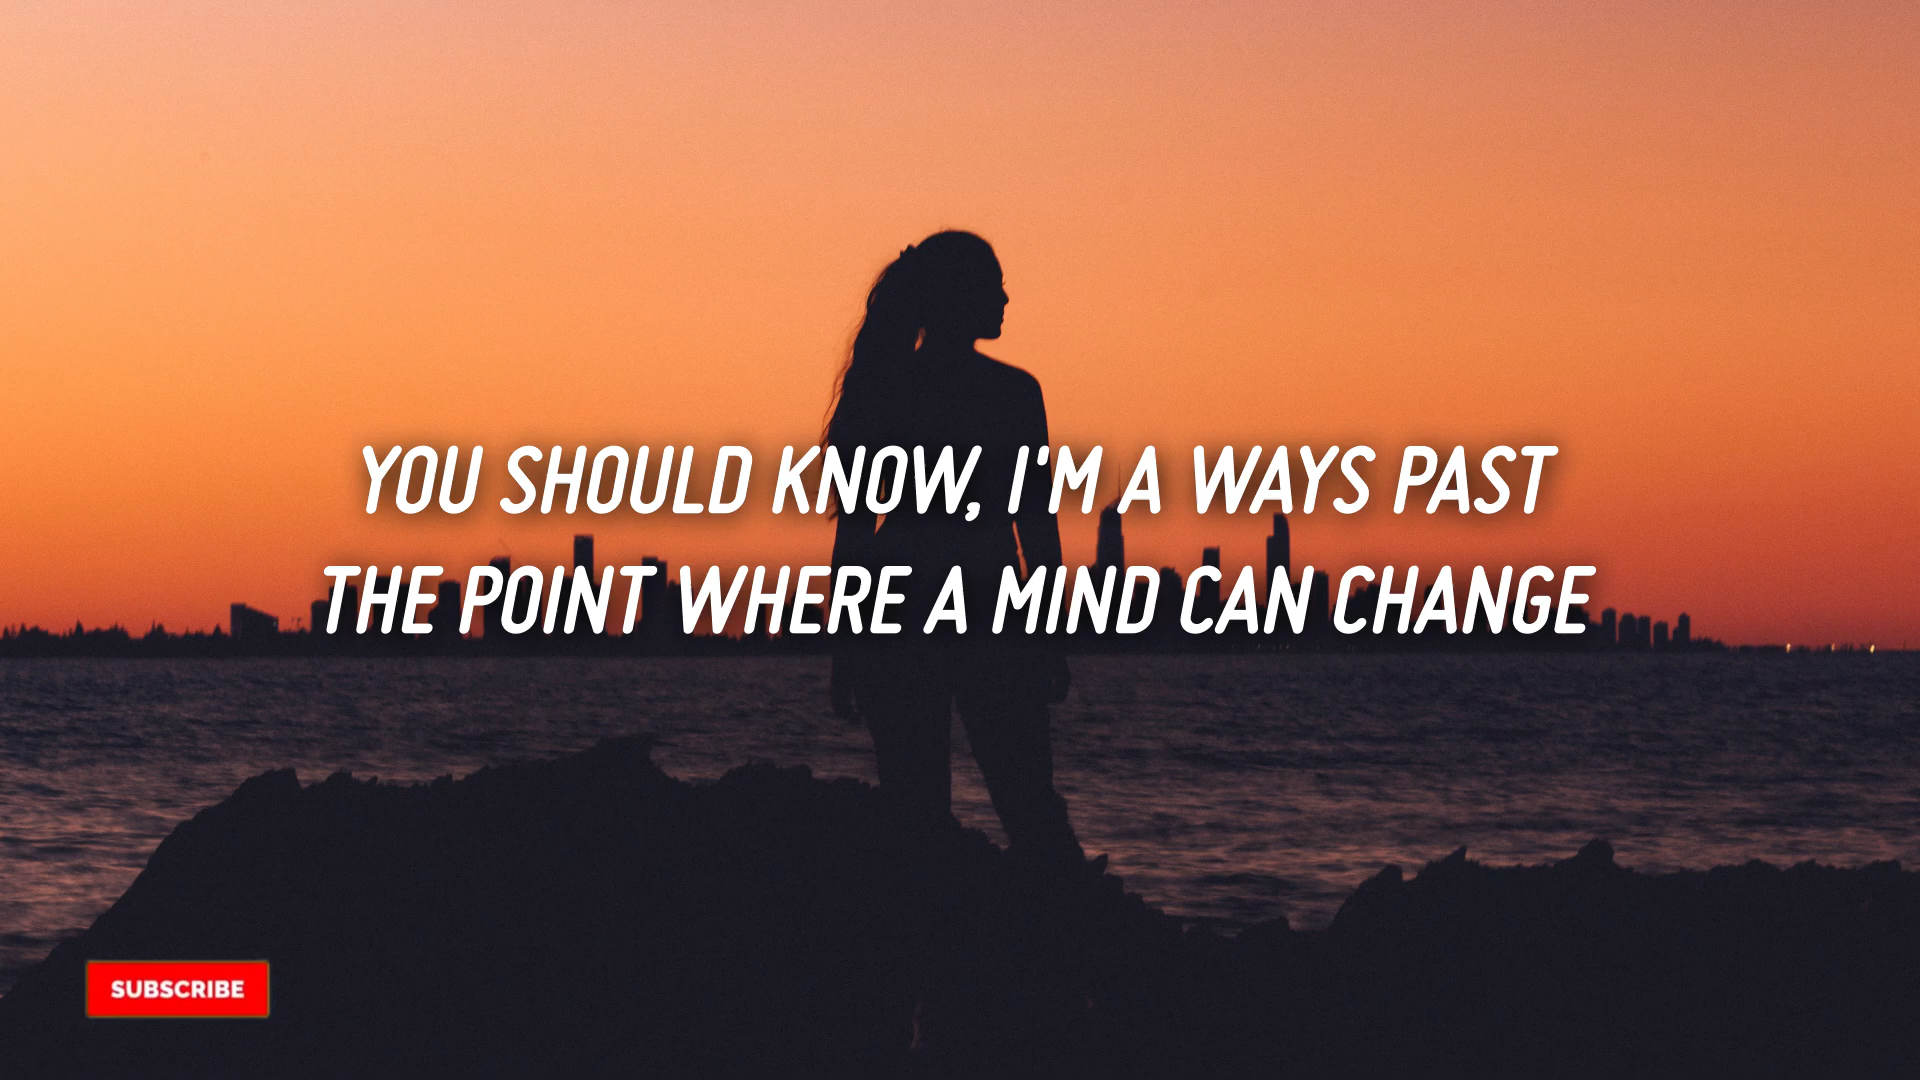 YOU SHOULD KNOW, I'M A WAYS PAST
THE POINT WHERE A MIND CAN CHANGE
SUBSCRIBE